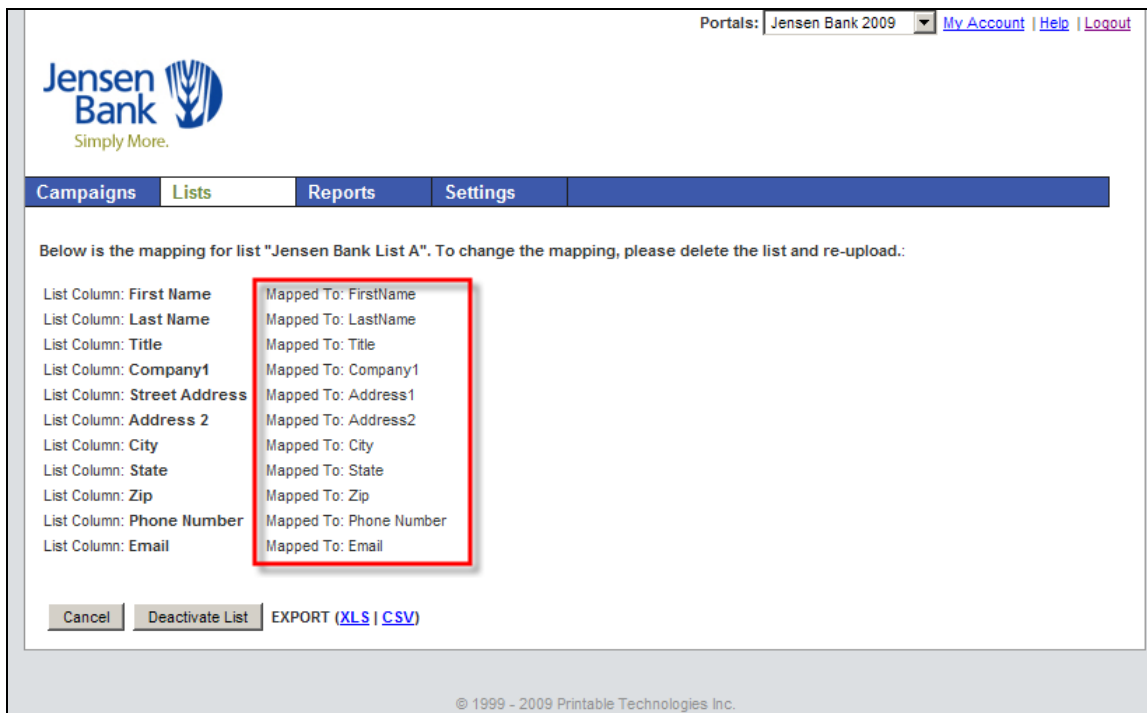 Portals: Jensen Bank 2009 My Account | Help | Logout
Jensen
Bank
Simply More.
Campaigns Lists Reports Settings
Below is the mapping for list "Jensen Bank List A". To change the mapping, please delete the list and re-upload.:
List Column: First Name Mapped To: FirstName
List Column: Last Name Mapped To: LastName
List Column: Title Mapped To: Title
List Column: Company1 Mapped To: Company1
List Column: Street Address Mapped To: Address1
List Column: Address 2 Mapped To: Address2
List Column: City Mapped To: City
List Column: State Mapped To: State
List Column: Zip Mapped To: Zip
List Column: Phone Number Mapped To: Phone Number
List Column: Email Mapped To: Email
Cancel Deactivate List EXPORT (XLS | CSV)
© 1999 - 2009 Printable Technologies Inc.